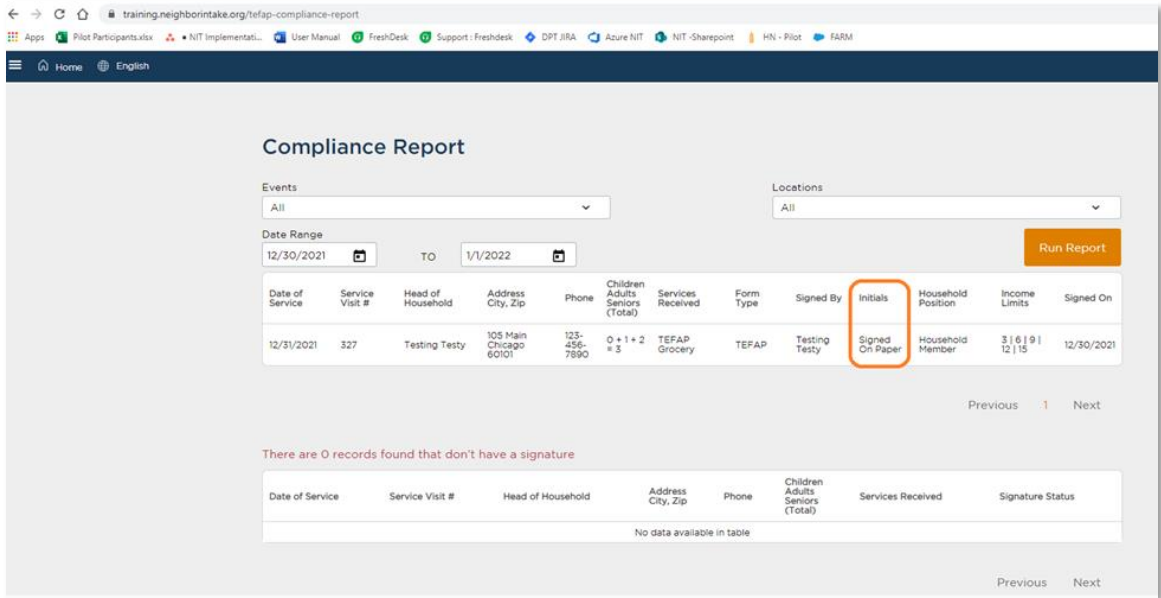 training.neighborintake.org/tefap-compliance-report
Apps Pilot Participants.xlsx • NIT Implementati... User Manual FreshDesk Support : Freshdesk DPT JIRA Azure NIT NIT -Sharepoint HN - Pilot FARM
Home English
Compliance Report
Events Locations
All All
Date Range
12/30/2021 TO 1/1/2022 Run Report
Date of Service Service Visit # Head of Household Address City, Zip Phone Children Adults Seniors (Total) Services Received Form Type Signed By Initials Household Position Income Limits Signed On
12/31/2021 327 Testing Testy 105 Main Chicago 60101 123-456-7890 0 + 1 + 2 = 3 TEFAP Grocery TEFAP Testing Testy Signed On Paper Household Member 3 | 6 | 9 | 12 | 15 12/30/2021
Previous 1 Next
There are 0 records found that don't have a signature
Date of Service Service Visit # Head of Household Address City, Zip Phone Children Adults Seniors (Total) Services Received Signature Status
No data available in table
Previous Next